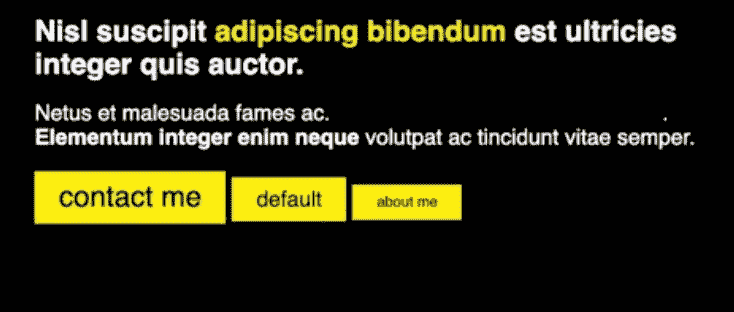 Nisl suscipit adipiscing bibendum est ultricies
integer quis auctor.
Netus et malesuada fames ac. .
Elementum integer enim neque volutpat ac tincidunt vitae semper.
contact me default about me